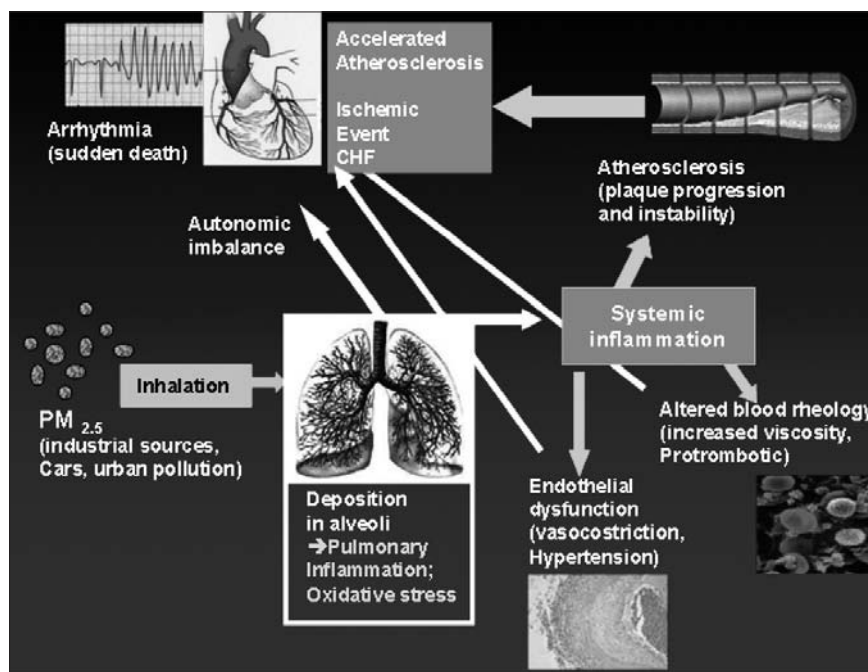 Accelerated
Atherosclerosis
Ischemic
Event
CHF
Arrhythmia
(sudden death)
Atherosclerosis
(plaque progression
and instability)
Autonomic
imbalance
Systemic
inflammation
Inhalation
PM 2.5
(industrial sources,
Cars, urban pollution)
Altered blood rheology
(increased viscosity,
Protrombotic)
Deposition
in alveoli
➔Pulmonary
Inflammation;
Oxidative stress
Endothelial
dysfunction
(vasocostriction,
Hypertension)